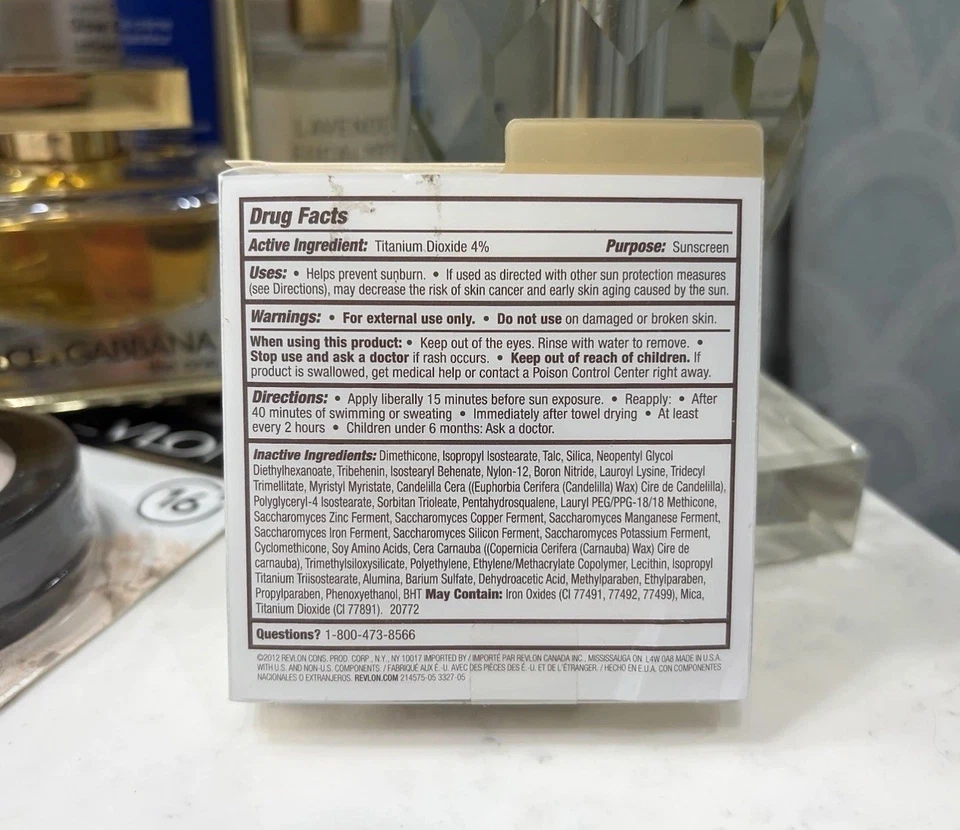 LAVENDER
EUCALYPT
GABBANA
VLON
16
Drug Facts
Active Ingredient: Titanium Dioxide 4% Purpose: Sunscreen
Uses: • Helps prevent sunburn. • If used as directed with other sun protection measures
(see Directions), may decrease the risk of skin cancer and early skin aging caused by the sun.
Warnings: • For external use only. • Do not use on damaged or broken skin.
When using this product: • Keep out of the eyes. Rinse with water to remove. •
Stop use and ask a doctor if rash occurs. • Keep out of reach of children. If
product is swallowed, get medical help or contact a Poison Control Center right away.
Directions: • Apply liberally 15 minutes before sun exposure. • Reapply: • After
40 minutes of swimming or sweating • Immediately after towel drying • At least
every 2 hours • Children under 6 months: Ask a doctor.
Inactive Ingredients: Dimethicone, Isopropyl Isostearate, Talc, Silica, Neopentyl Glycol
Diethylhexanoate, Tribehenin, Isostearyl Behenate, Nylon-12, Boron Nitride, Lauroyl Lysine, Tridecyl
Trimellitate, Myristyl Myristate, Candelilla Cera ((Euphorbia Cerifera (Candelilla) Wax) Cire de Candelilla),
Polyglyceryl-4 Isostearate, Sorbitan Trioleate, Pentahydrosqualene, Lauryl PEG/PPG-18/18 Methicone,
Saccharomyces Zinc Ferment, Saccharomyces Copper Ferment, Saccharomyces Manganese Ferment,
Saccharomyces Iron Ferment, Saccharomyces Silicon Ferment, Saccharomyces Potassium Ferment,
Cyclomethicone, Soy Amino Acids, Cera Carnauba ((Copernicia Cerifera (Carnauba) Wax) Cire de
carnauba), Trimethylsiloxysilicate, Polyethylene, Ethylene/Methacrylate Copolymer, Lecithin, Isopropyl
Titanium Triisostearate, Alumina, Barium Sulfate, Dehydroacetic Acid, Methylparaben, Ethylparaben,
Propylparaben, Phenoxyethanol, BHT May Contain: Iron Oxides (CI 77491, 77492, 77499), Mica,
Titanium Dioxide (CI 77891). 20772
Questions? 1-800-473-8566
©2012 REVLON CONS. PROD. CORP., N.Y., NY 10017 IMPORTED BY / IMPORTÉ PAR REVLON CANADA INC., MISSISSAUGA ON L4W 0A8 MADE IN U.S.A.
WITH U.S. AND NON-U.S. COMPONENTS. / FABRIQUÉ AUX É.-U. AVEC DES PIÈCES DES É.-U. ET DE L'ÉTRANGER. / HECHO EN E.U.A. CON COMPONENTES
NACIONALES O EXTRANJEROS. REVLON.COM 214575-05 3327-05